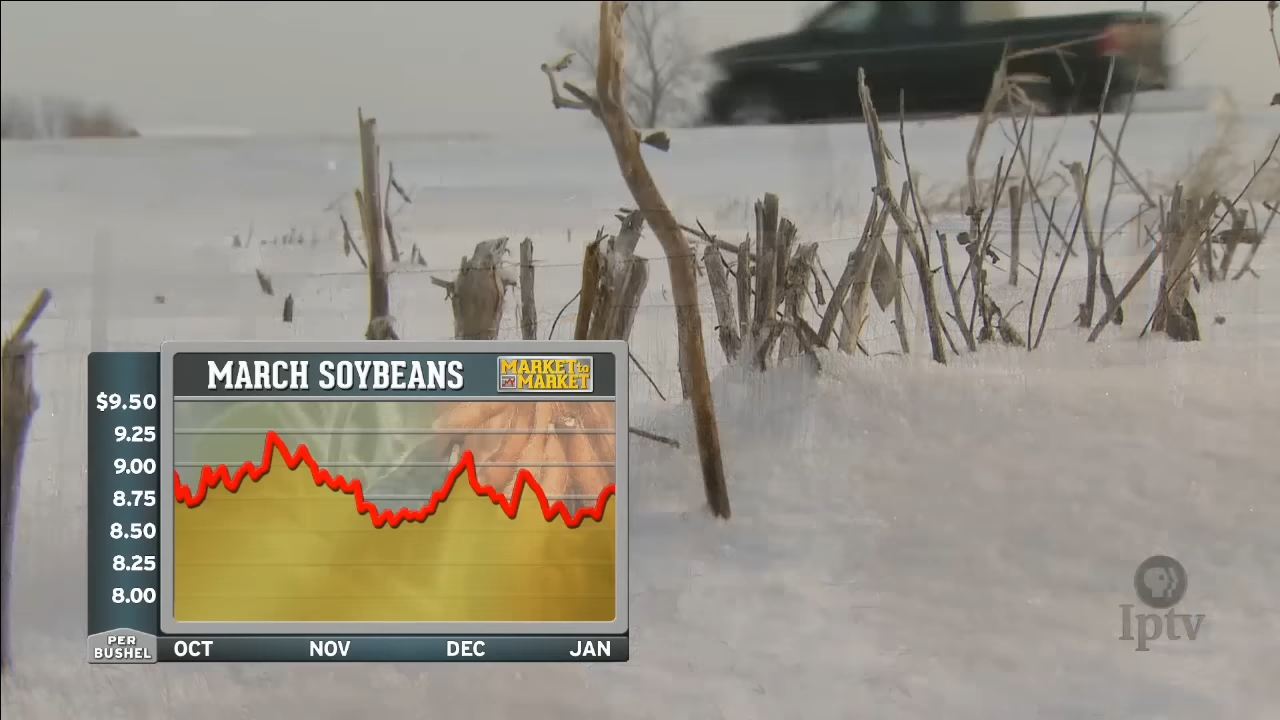 MARCH SOYBEANS
MARKET to
MARKET
$9.50
9.25
9.00
8.75
8.50
8.25
8.00
PER
BUSHEL
OCT NOV DEC JAN
Iptv